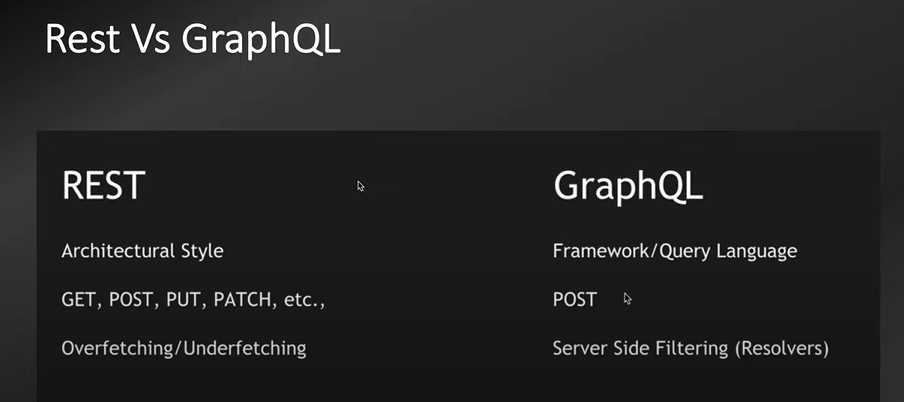 Rest Vs GraphQL
REST
Architectural Style
GET, POST, PUT, PATCH, etc.,
Overfetching/Underfetching
GraphQL
Framework/Query Language
POST
Server Side Filtering (Resolvers)